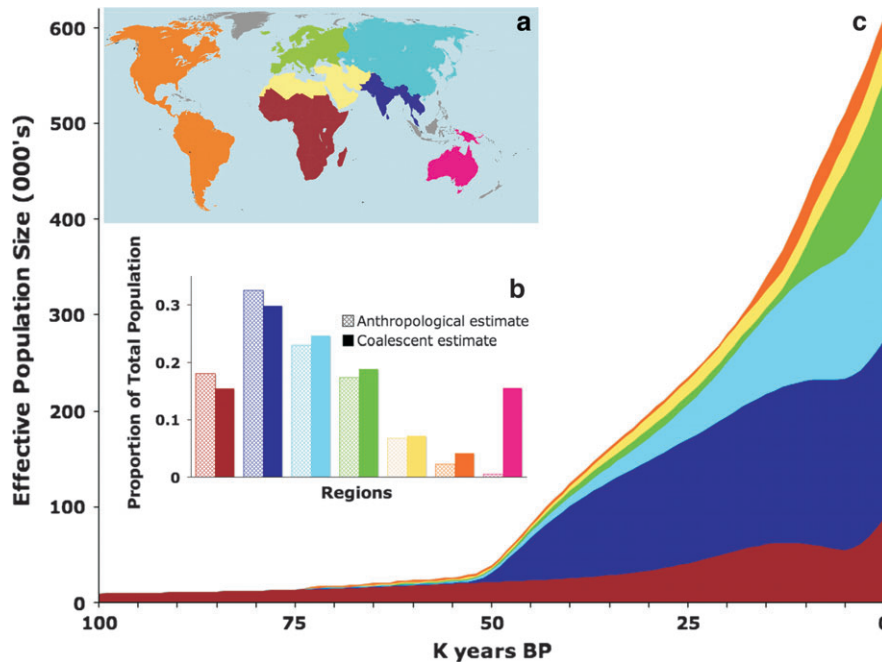 a
c
600
500
400
300
200
100
0
Effective Population Size (000's)
b
Proportion of Total Population
0.3
0.2
0.1
0
Anthropological estimate
Coalescent estimate
Regions
100
75
50
25
0
K years BP